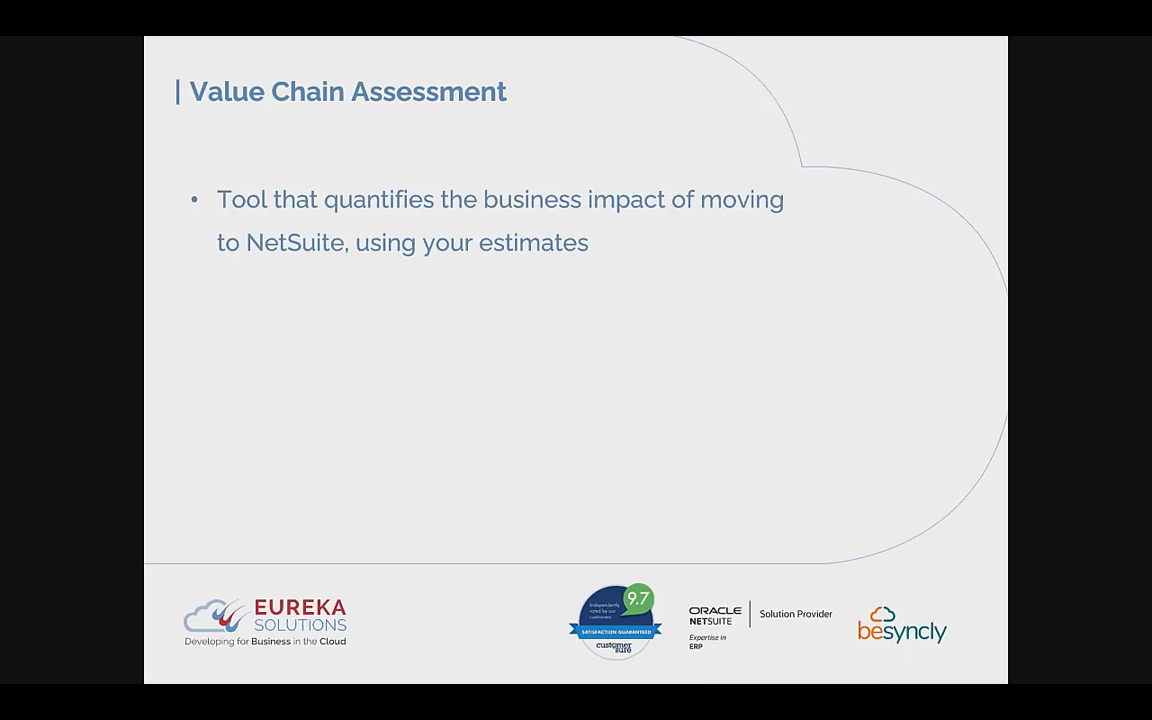 | Value Chain Assessment
• Tool that quantifies the business impact of moving
to NetSuite, using your estimates
EUREKA
SOLUTIONS
Developing for Business in the Cloud
9.7
Independently
rated by our
customers
SATISFACTION GUARANTEED
customer
sure
ORACLE
NETSUITE
Solution Provider
Expertise in
ERP
besyncly